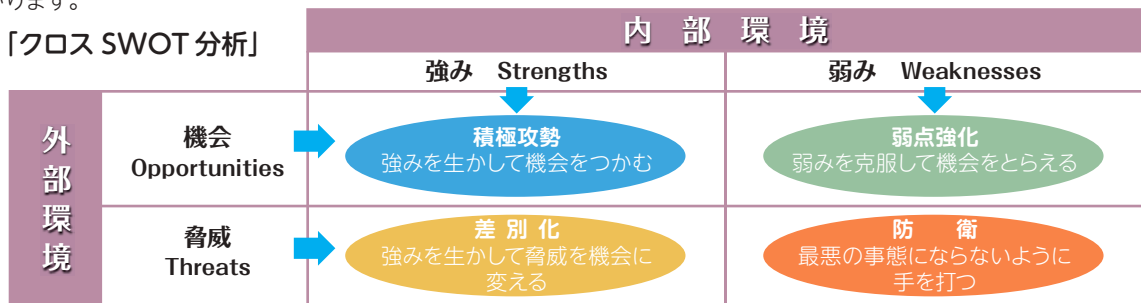 ります。
「クロス SWOT 分析」
内 部 環 境
強み Strengths
弱み Weaknesses
外部環境
機会
Opportunities
積極攻勢
強みを生かして機会をつかむ
弱点強化
弱みを克服して機会をとらえる
脅威
Threats
差 別 化
強みを生かして脅威を機会に
変える
防 衛
最悪の事態にならないように
手を打つ